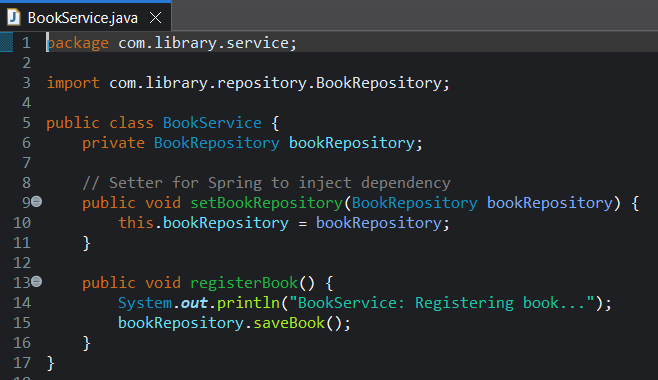 BookService.java
1 package com.library.service;
2
3 import com.library.repository.BookRepository;
4
5 public class BookService {
6     private BookRepository bookRepository;
7
8     // Setter for Spring to inject dependency
9     public void setBookRepository(BookRepository bookRepository) {
10         this.bookRepository = bookRepository;
11     }
12
13     public void registerBook() {
14         System.out.println("BookService: Registering book...");
15         bookRepository.saveBook();
16     }
17 }